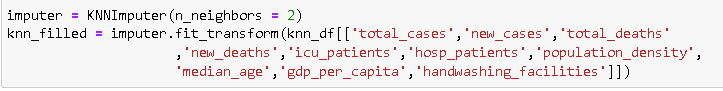 imputer = KNNImputer(n_neighbors = 2)
knn_filled = imputer.fit_transform(knn_df[['total_cases','new_cases','total_deaths'
,'new_deaths','icu_patients','hosp_patients','population_density',
'median_age','gdp_per_capita','handwashing_facilities']])